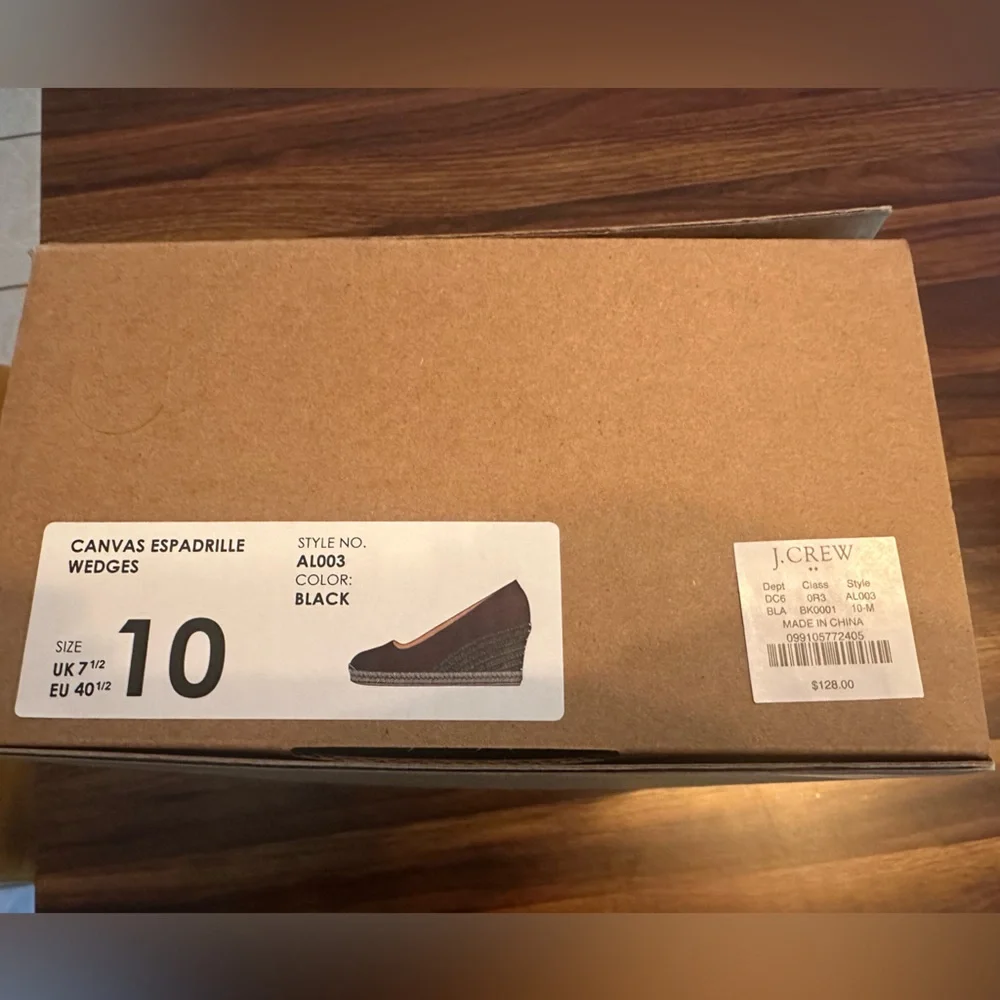 CANVAS ESPADRILLE
WEDGES
STYLE NO.
AL003
COLOR:
BLACK
SIZE
UK 7 1/2
EU 40 1/2
10
J.CREW
**
Dept Class Style
DC6 0R3 AL003
BLA BK0001 10-M
MADE IN CHINA
099105772405
$128.00